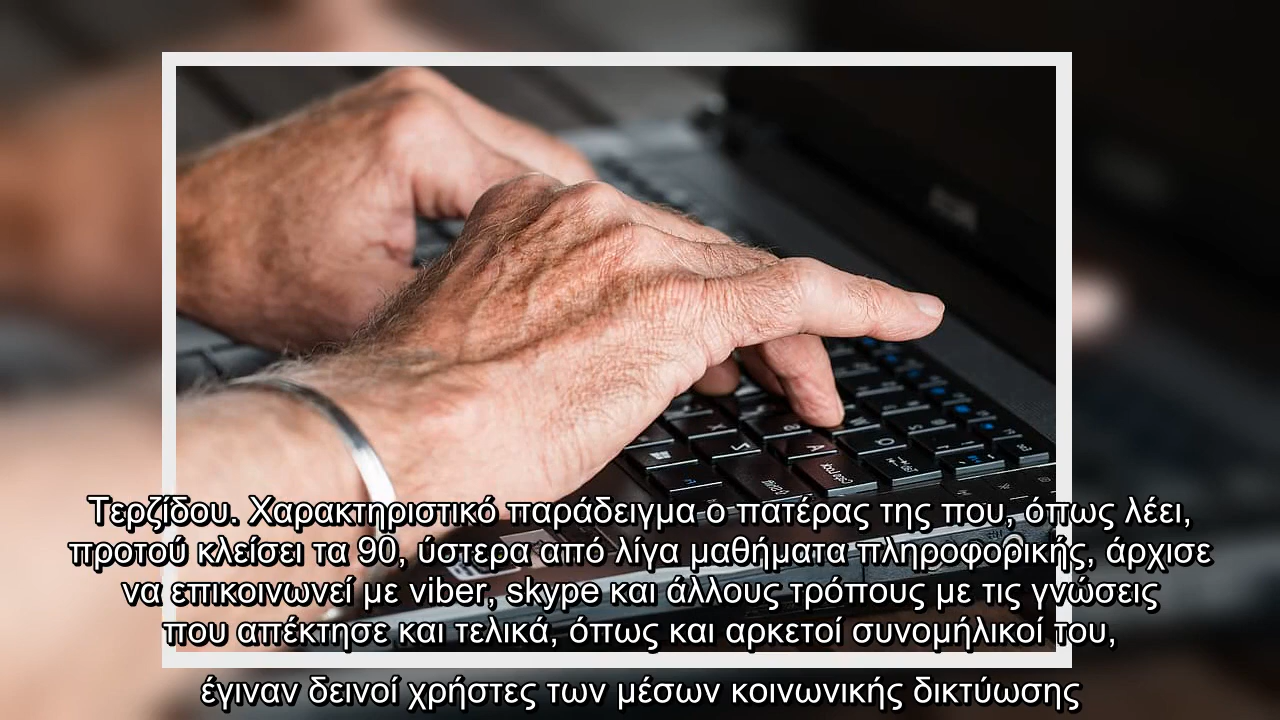 Τερζίδου. Χαρακτηριστικό παράδειγμα ο πατέρας της που, όπως λέει,
προτού κλείσει τα 90, ύστερα από λίγα μαθήματα πληροφορικής, άρχισε
να επικοινωνεί με viber, skype και άλλους τρόπους με τις γνώσεις
που απέκτησε και τελικά, όπως και αρκετοί συνομήλικοί του,
έγιναν δεινοί χρήστες των μέσων κοινωνικής δικτύωσης